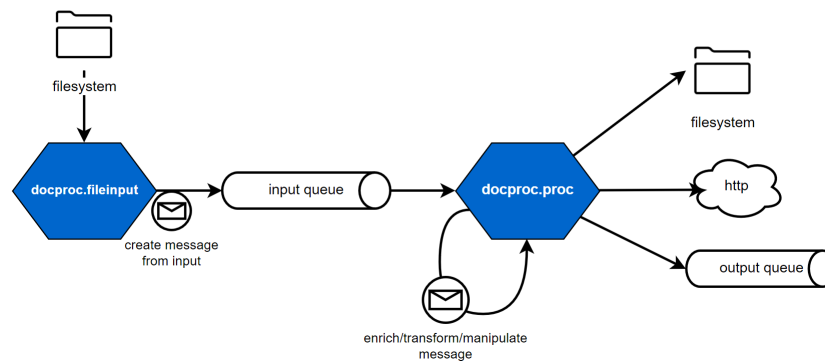 filesystem
docproc.fileinput
create message
from input
input queue
docproc.proc
enrich/transform/manipulate
message
filesystem
http
output queue